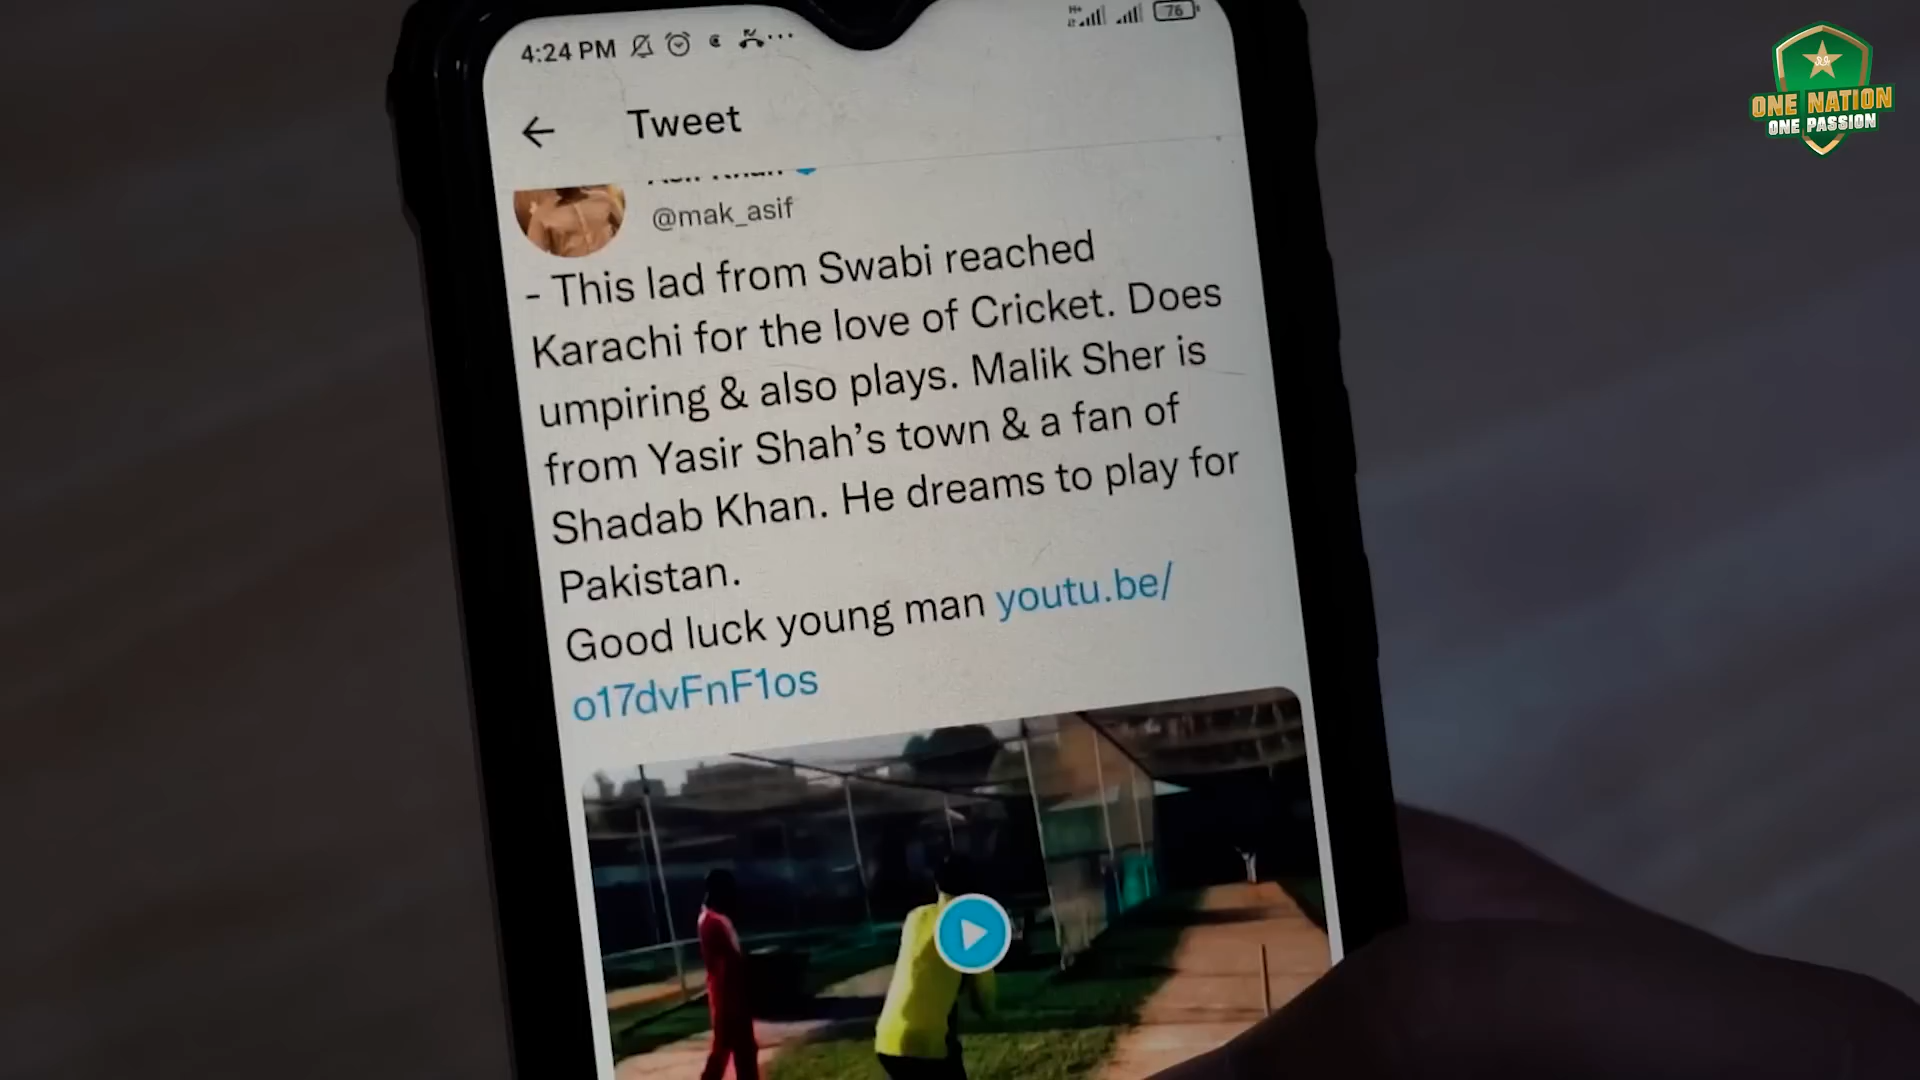 4:24 PM
76
Tweet
@mak_asif
- This lad from Swabi reached
Karachi for the love of Cricket. Does
umpiring & also plays. Malik Sher is
from Yasir Shah's town & a fan of
Shadab Khan. He dreams to play for
Pakistan.
Good luck young man youtu.be/
o17dvFnF1os
ONE NATION
ONE PASSION